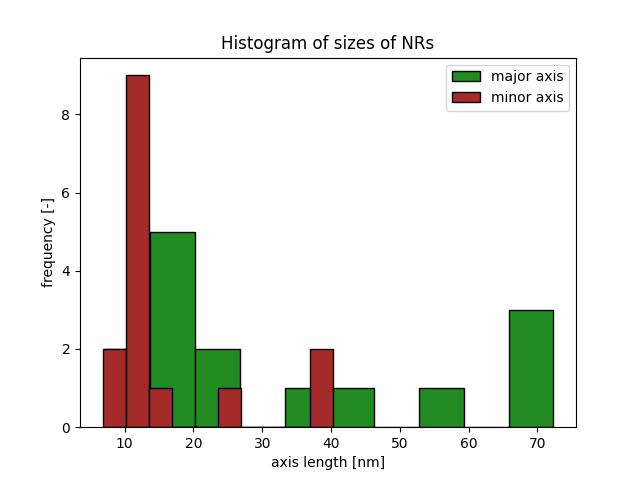 Histogram of sizes of NRs
major axis
minor axis
8
6
4
2
0
frequency [-]
10 20 30 40 50 60 70
axis length [nm]